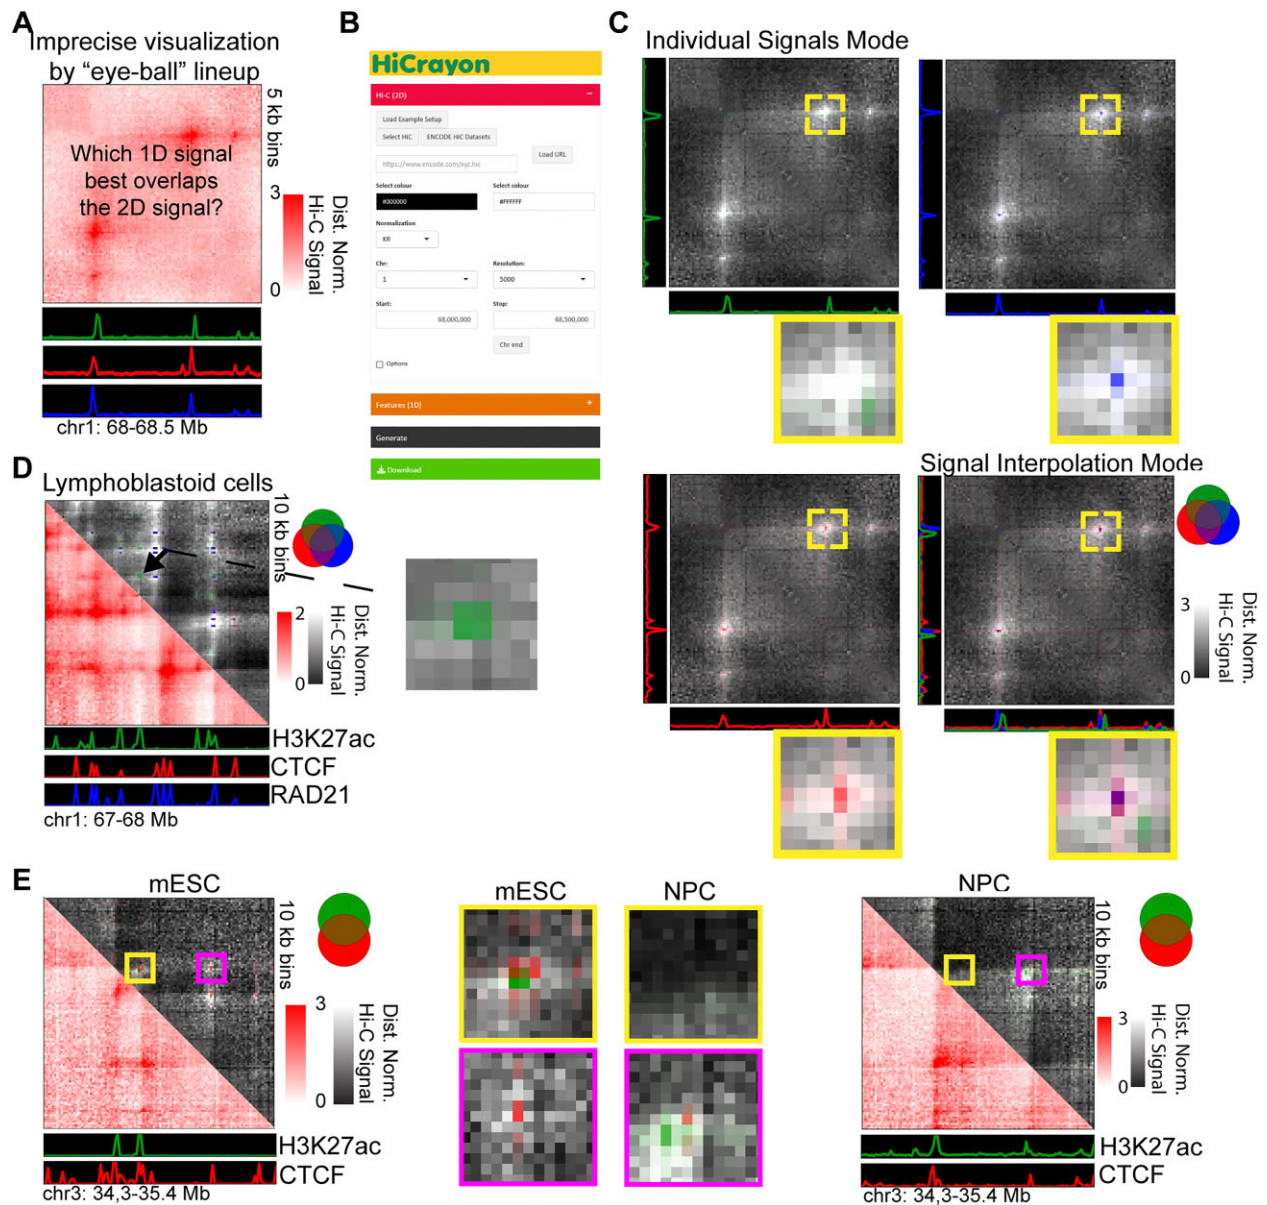 A
Imprecise visualization
by “eye-ball” lineup
Which 1D signal
best overlaps
the 2D signal?
5 kb bins
3
0
Dist. Norm.
Hi-C Signal
chr1: 68-68.5 Mb
B
HiCrayon
Hi-C (2D)
−
Load Example Setup
Select HiC
ENCODE HiC Datasets
https://www.encode.com/xyz.hic
Load URL
Select colour
Select colour
#000000
#FFFFFF
Normalization
KR
Chr:
Resolution:
1
5000
Start:
Stop:
68,000,000
68,500,000
Chr end
Options
Features (1D)
+
Generate
Download
C
Individual Signals Mode
Signal Interpolation Mode
3
0
Dist. Norm.
Hi-C Signal
D
Lymphoblastoid cells
10 kb bins
2
0
Dist. Norm.
Hi-C Signal
H3K27ac
CTCF
RAD21
chr1: 67-68 Mb
E
mESC
10 kb bins
3
0
Dist. Norm.
Hi-C Signal
H3K27ac
CTCF
chr3: 34,3-35.4 Mb
mESC
NPC
NPC
10 kb bins
3
0
Dist. Norm.
Hi-C Signal
H3K27ac
CTCF
chr3: 34,3-35.4 Mb